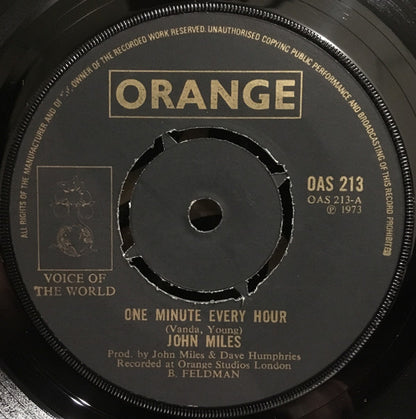 ALL RIGHTS OF THE MANUFACTURER AND OF THE OWNER OF THE RECORDED WORK RESERVED. UNAUTHORISED COPYING PUBLIC PERFORMANCE AND BROADCASTING OF THIS RECORD PROHIBITED
ORANGE
OAS 213
OAS 213-A
℗ 1973
VOICE OF
THE WORLD
ONE MINUTE EVERY HOUR
(Vanda, Young)
JOHN MILES
Prod. by John Miles & Dave Humphries
Recorded at Orange Studios London
B. FELDMAN